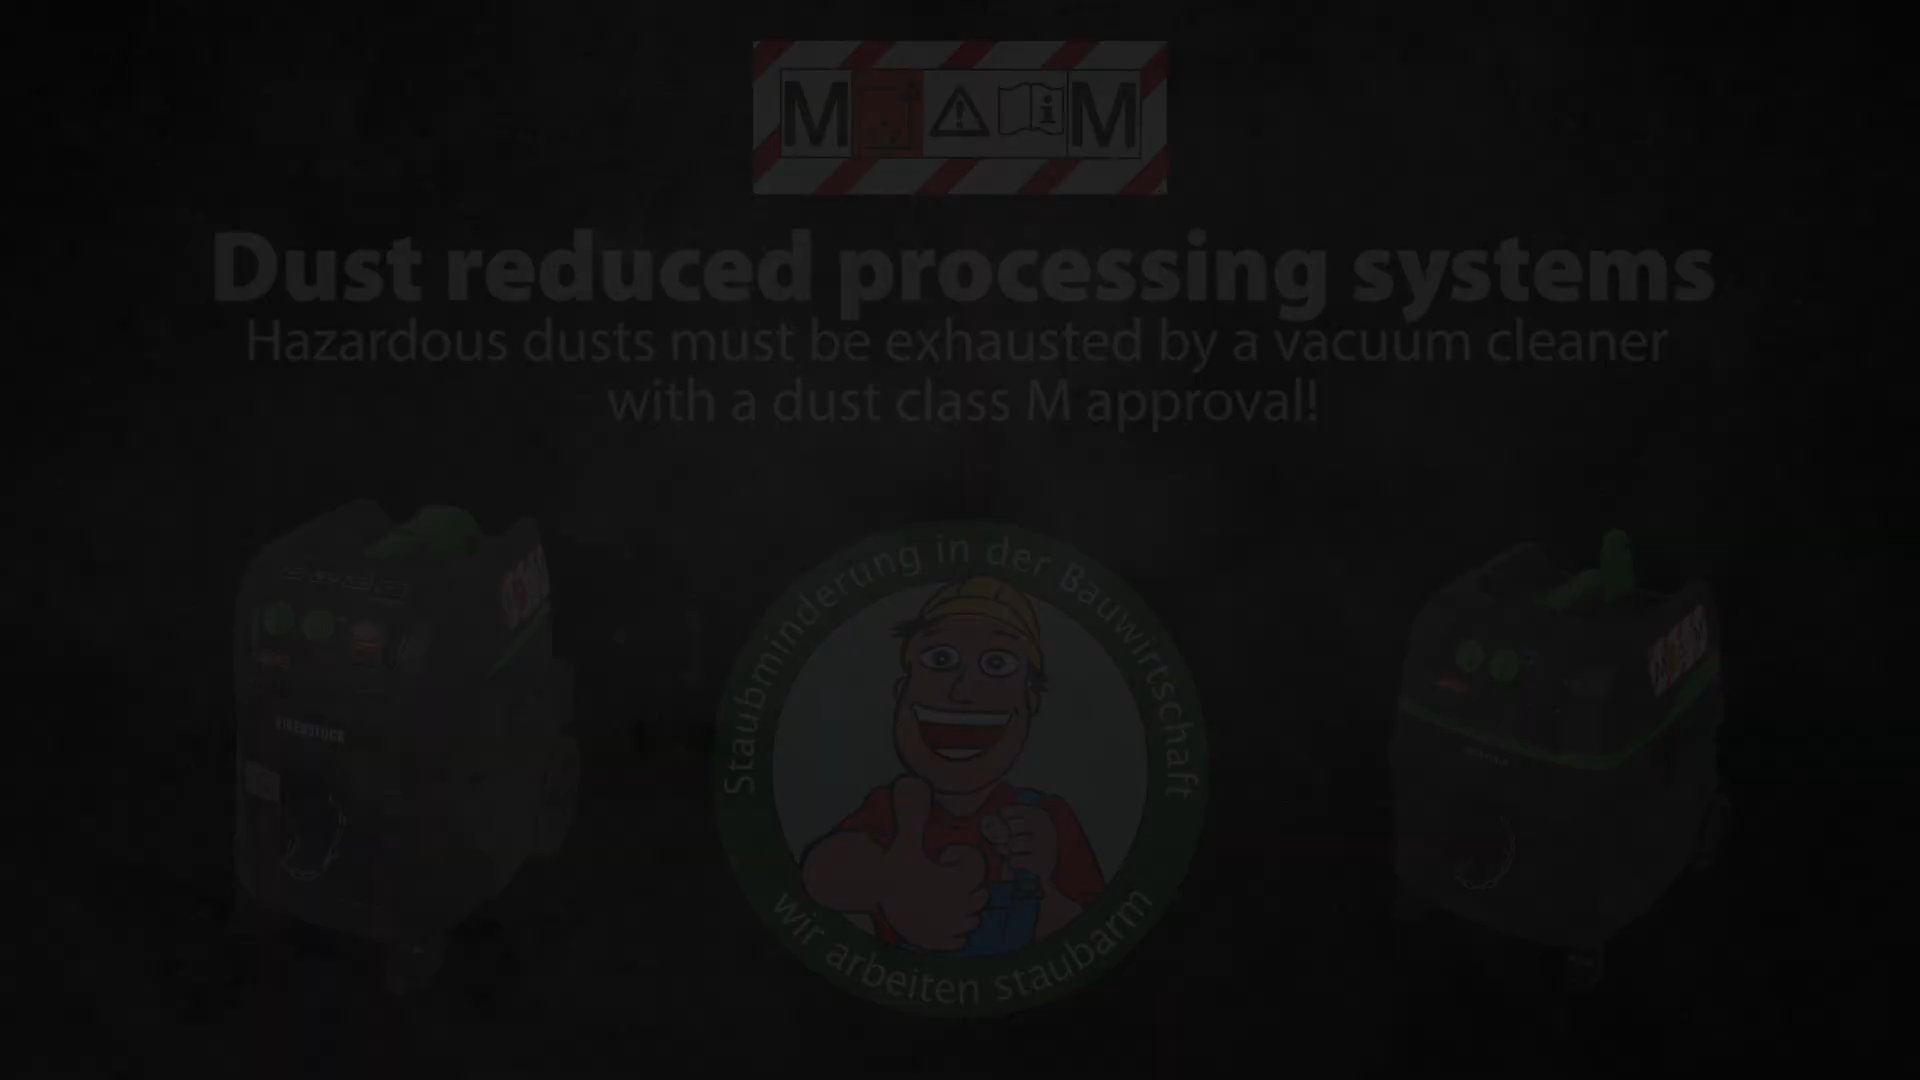 M M
Dust reduced processing systems
Hazardous dusts must be exhausted by a vacuum cleaner
with a dust class M approval!
Staubminderung in der Bauwirtschaft
EIBENSTOCK
wir arbeiten staubarm